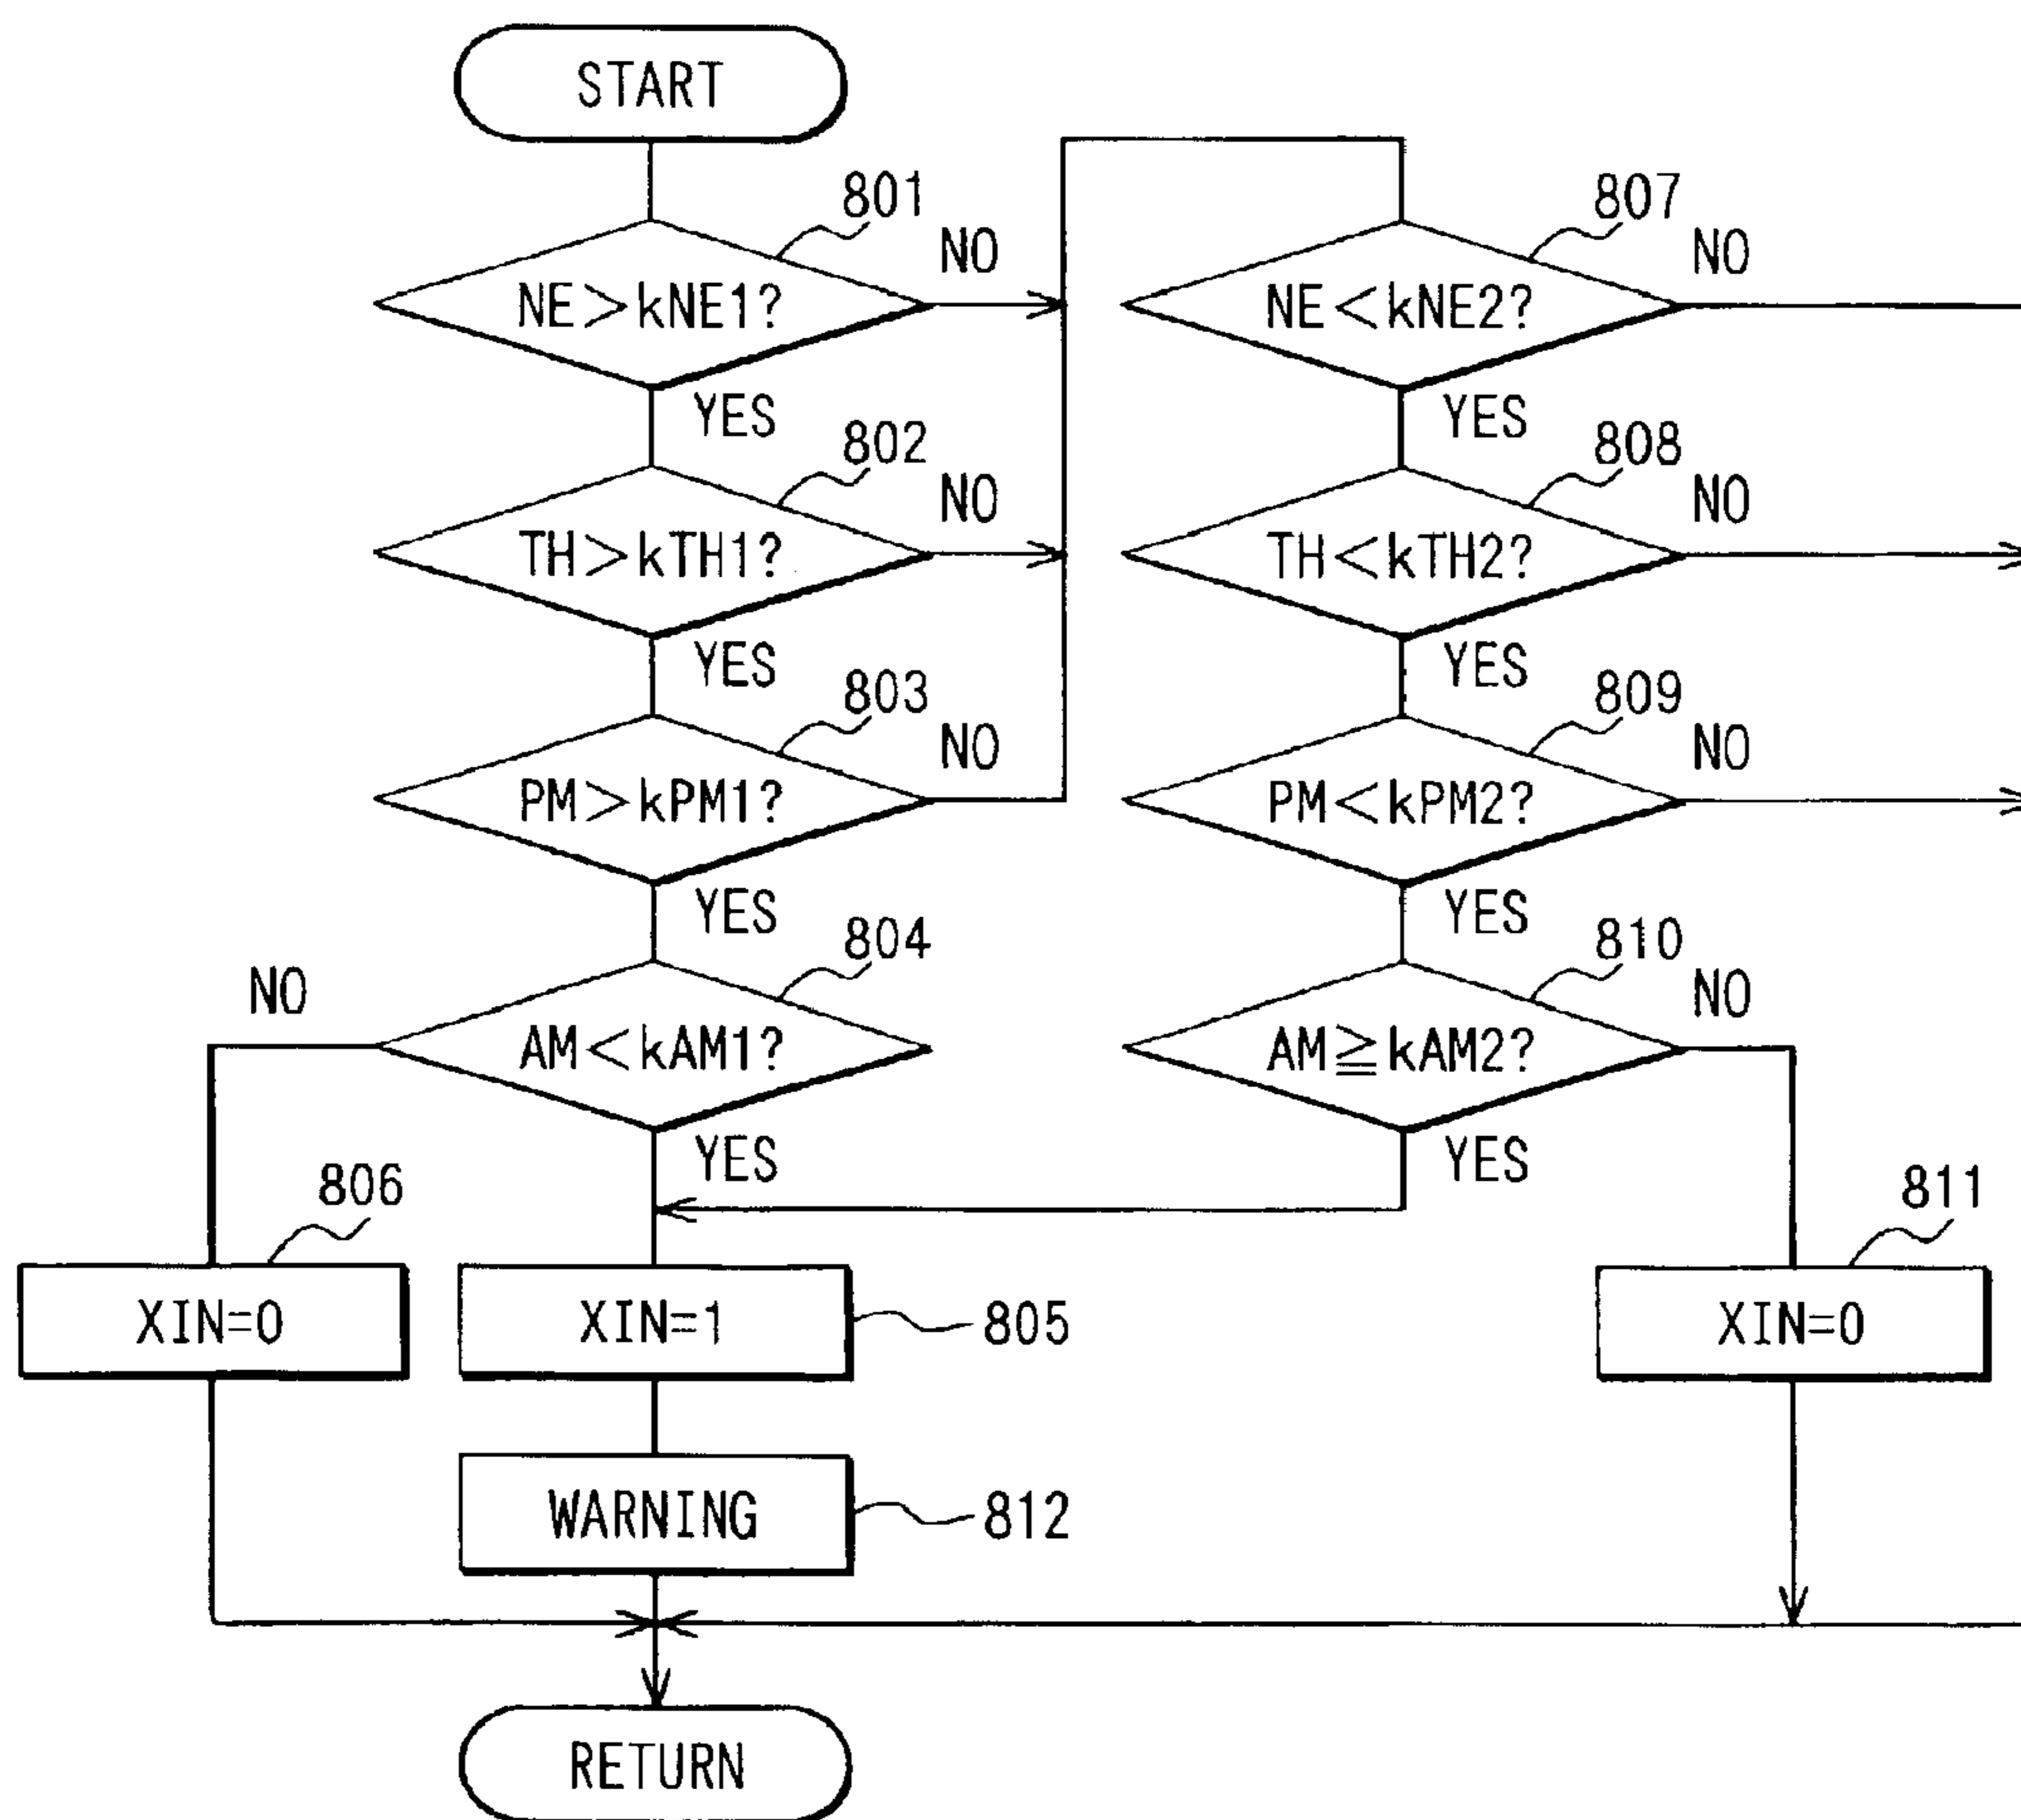 START
801
NE>kNE1?
NO
YES
802
TH>kTH1?
NO
YES
803
PM>kPM1?
NO
YES
804
AM<kAM1?
NO
YES
806
XIN=0
XIN=1
805
WARNING
812
RETURN
807
NE<kNE2?
NO
YES
808
TH<kTH2?
NO
YES
809
PM<kPM2?
NO
YES
810
AM≧kAM2?
NO
YES
811
XIN=0